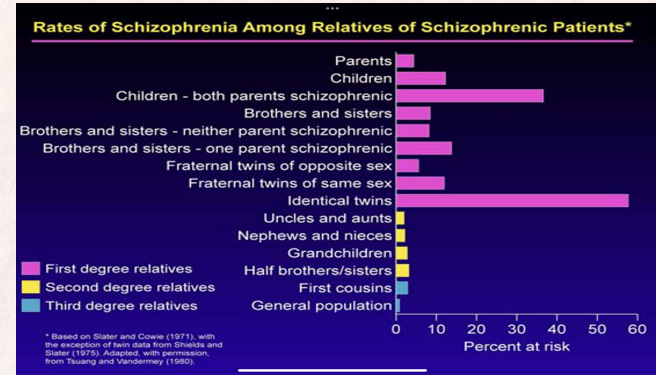 Rates of Schizophrenia Among Relatives of Schizophrenic Patients*
Parents
Children
Children - both parents schizophrenic
Brothers and sisters
Brothers and sisters - neither parent schizophrenic
Brothers and sisters - one parent schizophrenic
Fraternal twins of opposite sex
Fraternal twins of same sex
Identical twins
Uncles and aunts
Nephews and nieces
Grandchildren
Half brothers/sisters
First cousins
General population
0 10 20 30 40 50 60
Percent at risk
First degree relatives
Second degree relatives
Third degree relatives
* Based on Slater and Cowie (1971), with
the exception of twin data from Shields and
Slater (1975). Adapted, with permission,
from Tsuang and Vandermey (1980).